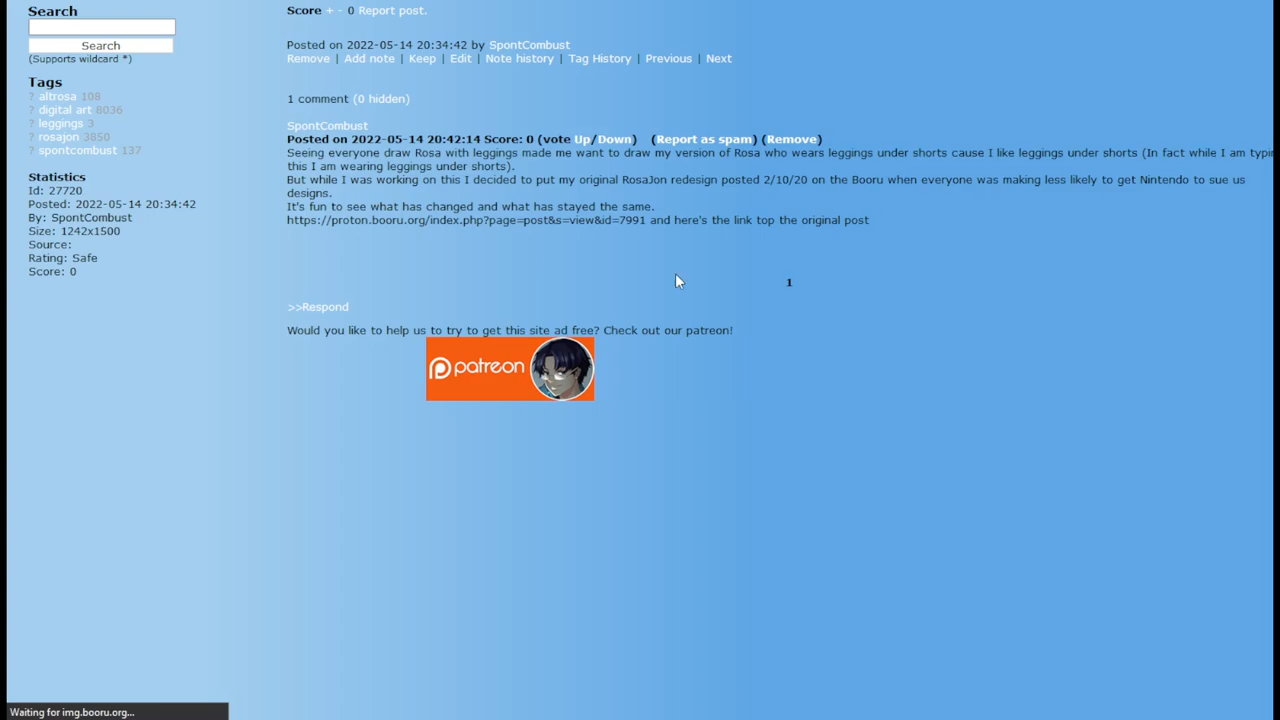 Search
Search
(Supports wildcard *)
Tags
? altrosa 108
? digital art 8036
? leggings 3
? rosajon 3850
? spontcombust 137
Statistics
Id: 27720
Posted: 2022-05-14 20:34:42
By: SpontCombust
Size: 1242x1500
Source:
Rating: Safe
Score: 0
Score + - 0 Report post.
Posted on 2022-05-14 20:34:42 by SpontCombust
Remove | Add note | Keep | Edit | Note history | Tag History | Previous | Next
1 comment (0 hidden)
SpontCombust
Posted on 2022-05-14 20:42:14 Score: 0 (vote Up/Down) (Report as spam) (Remove)
Seeing everyone draw Rosa with leggings made me want to draw my version of Rosa who wears leggings under shorts cause I like leggings under shorts (In fact while I am typin
this I am wearing leggings under shorts).
But while I was working on this I decided to put my original RosaJon redesign posted 2/10/20 on the Booru when everyone was making less likely to get Nintendo to sue us
designs.
It's fun to see what has changed and what has stayed the same.
https://proton.booru.org/index.php?page=post&s=view&id=7991 and here's the link top the original post
1
>>Respond
Would you like to help us to try to get this site ad free? Check out our patreon!
patreon
Waiting for img.booru.org...